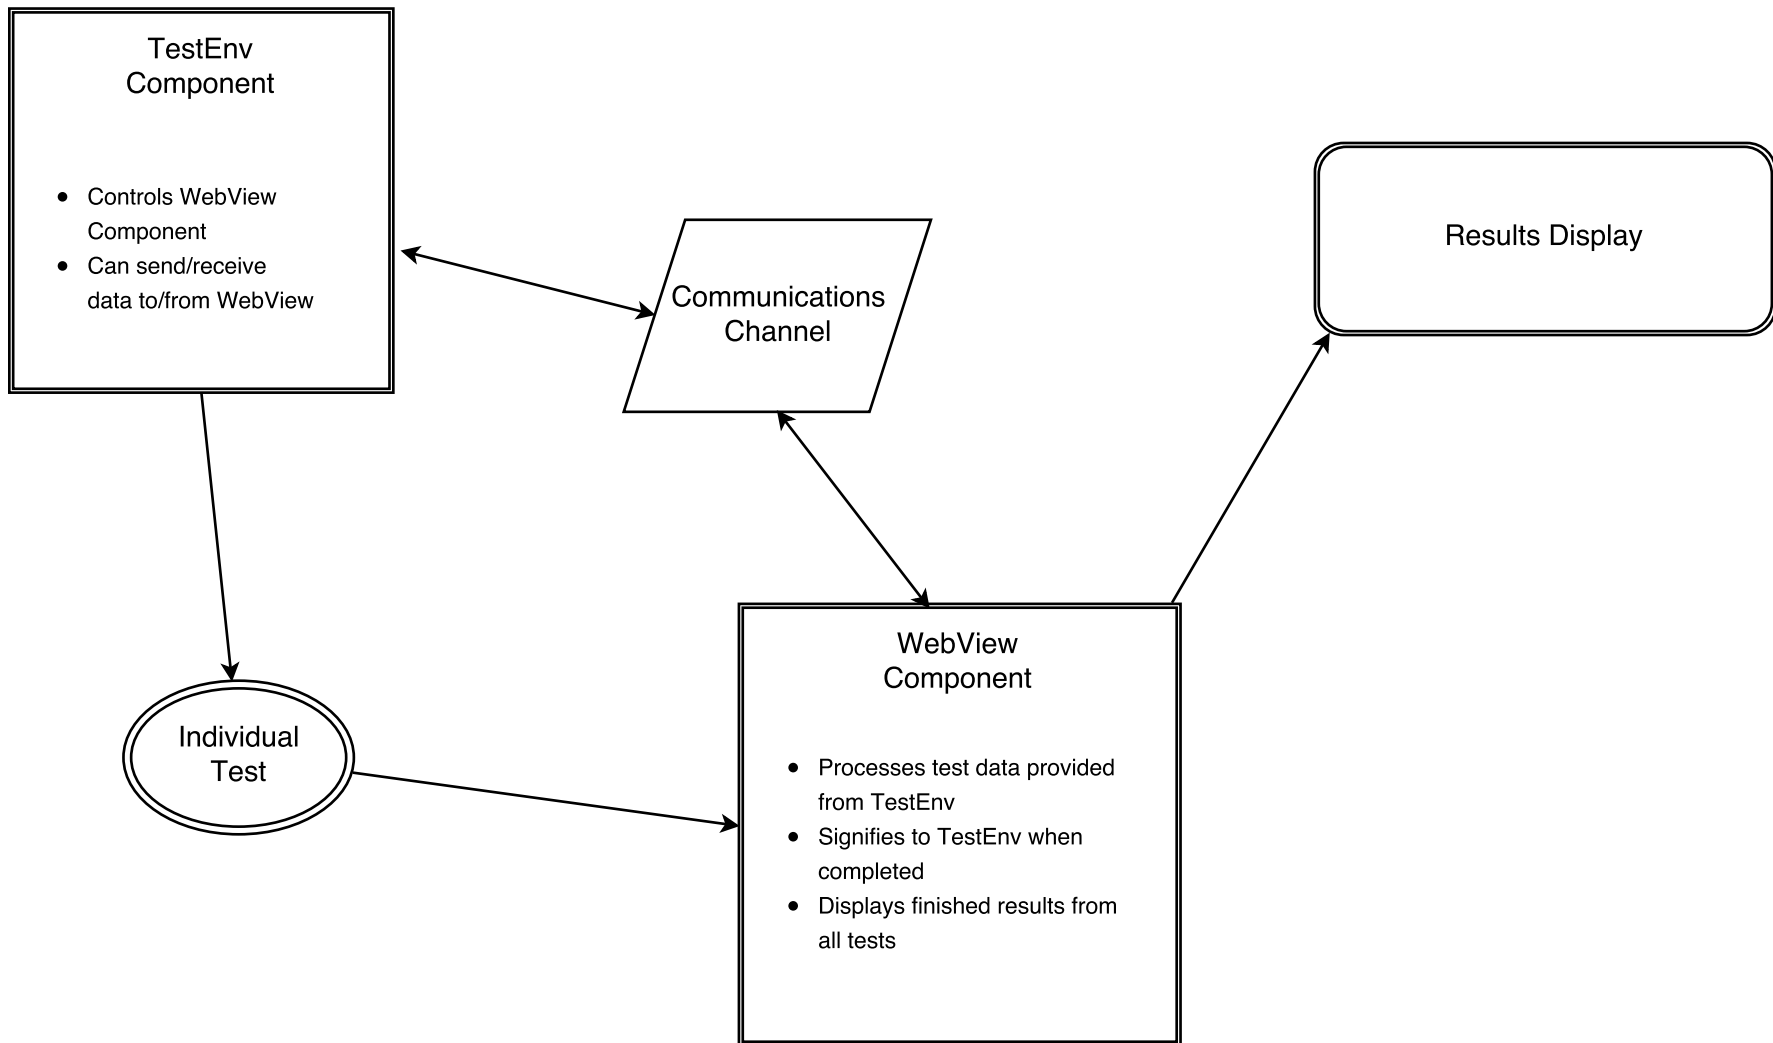 TestEnv
Component
● Controls WebView
Component
● Can send/receive
data to/from WebView
Communications
Channel
Results Display
Individual
Test
WebView
Component
● Processes test data provided
from TestEnv
● Signifies to TestEnv when
completed
● Displays finished results from
all tests